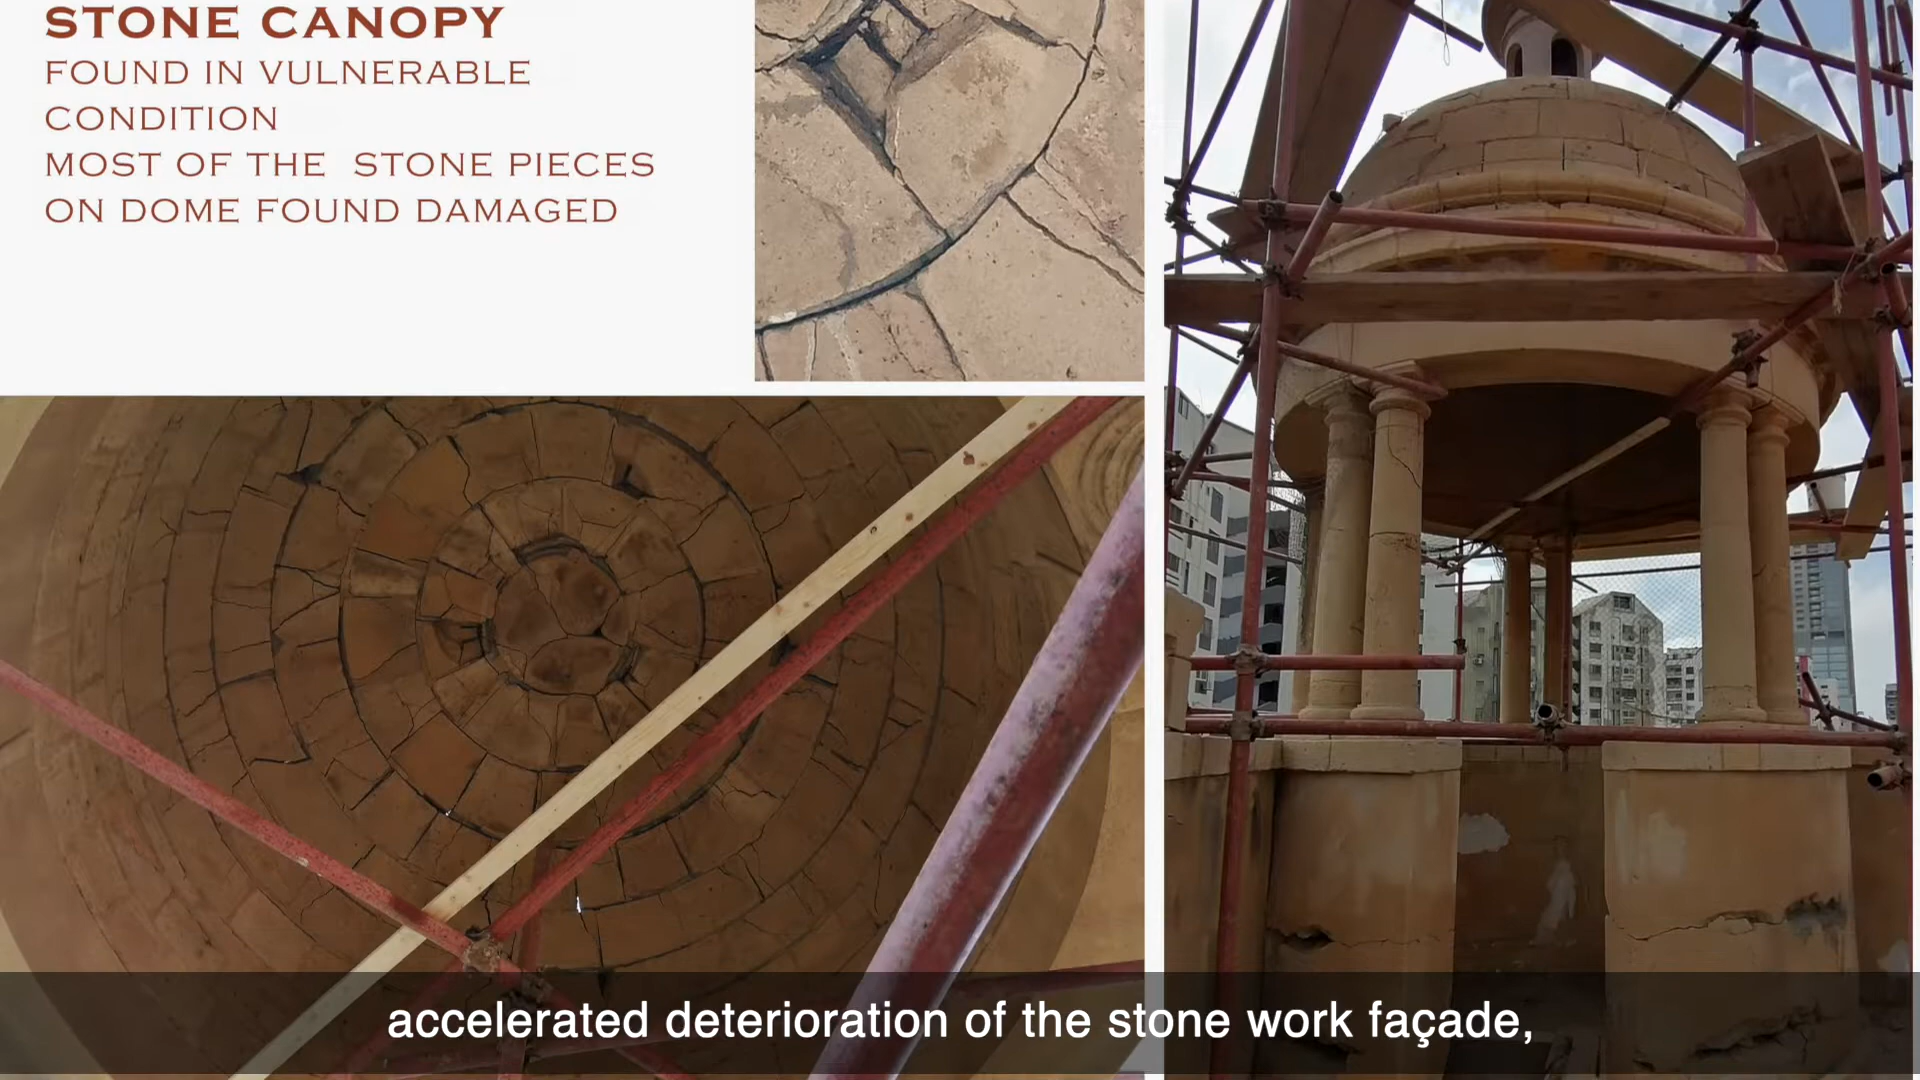 STONE CANOPY
FOUND IN VULNERABLE
CONDITION
MOST OF THE STONE PIECES
ON DOME FOUND DAMAGED
accelerated deterioration of the stone work façade,